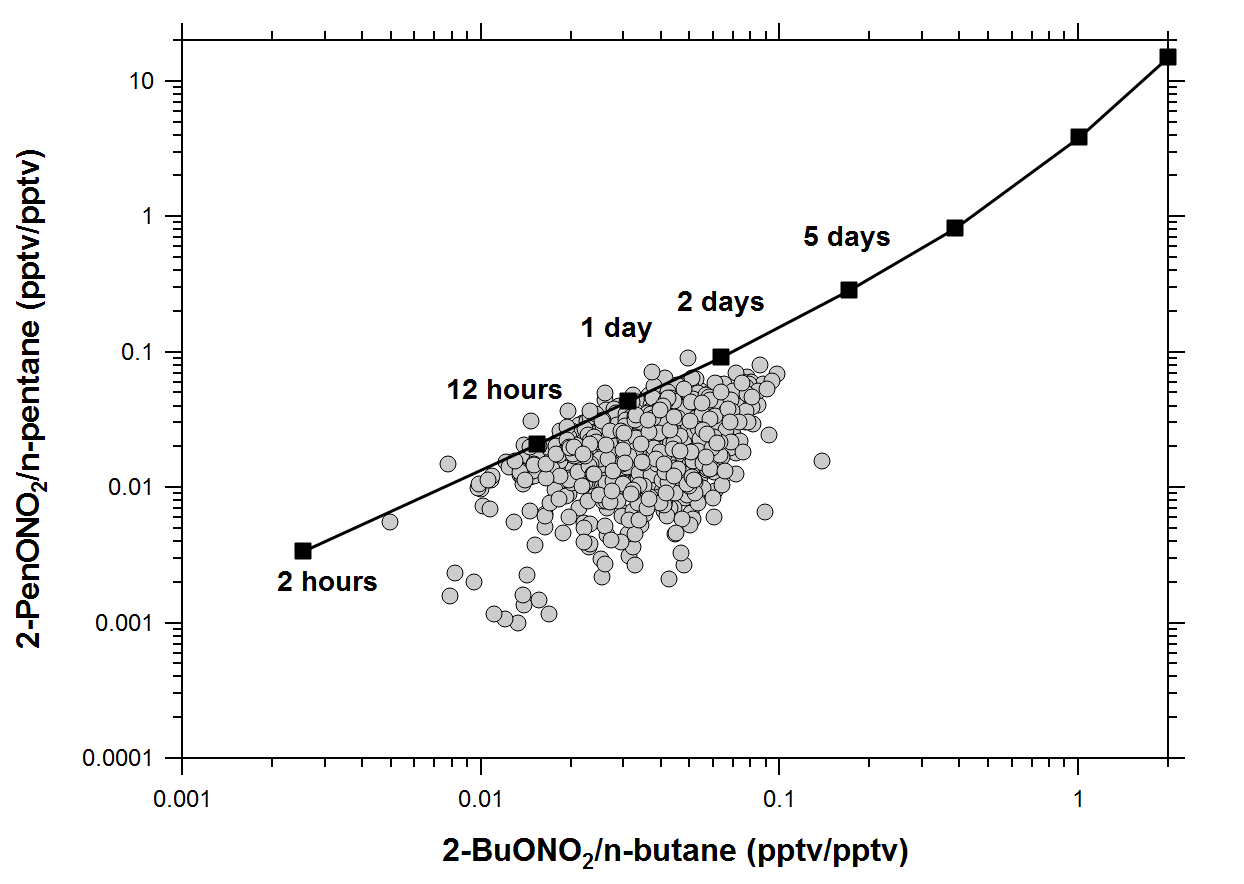 10
1
0.1
0.01
0.001
0.0001
2-PenONO2/n-pentane (pptv/pptv)
5 days
2 days
1 day
12 hours
2 hours
0.001
0.01
0.1
1
2-BuONO2/n-butane (pptv/pptv)